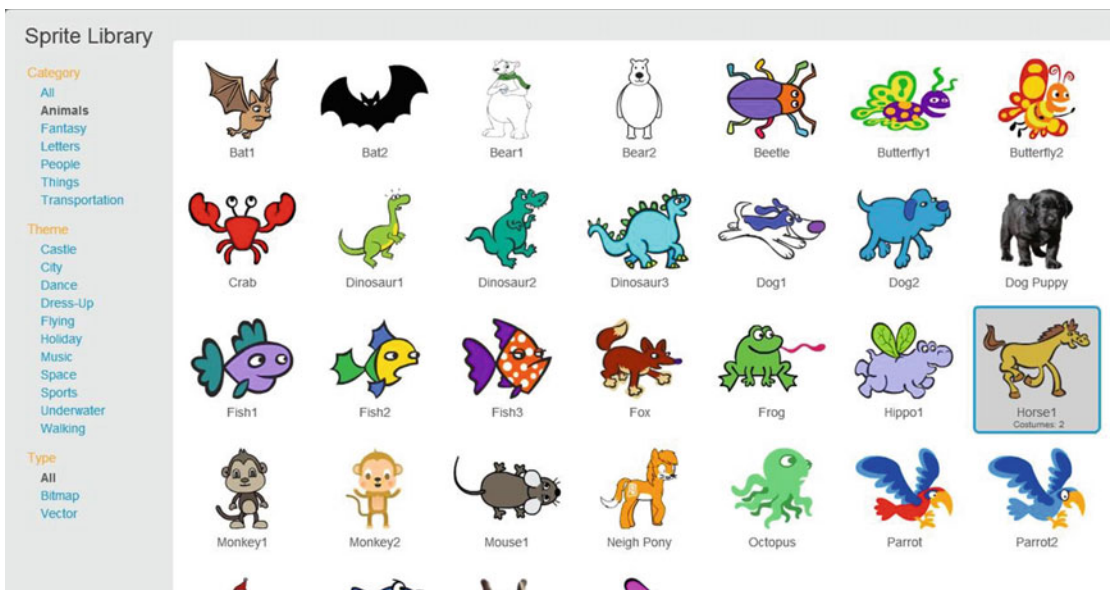 Sprite Library
Category
All
Animals
Fantasy
Letters
People
Things
Transportation
Theme
Castle
City
Dance
Dress-Up
Flying
Holiday
Music
Space
Sports
Underwater
Walking
Type
All
Bitmap
Vector
Bat1
Bat2
Bear1
Bear2
Beetle
Butterfly1
Butterfly2
Crab
Dinosaur1
Dinosaur2
Dinosaur3
Dog1
Dog2
Dog Puppy
Fish1
Fish2
Fish3
Fox
Frog
Hippo1
Horse1
Costumes: 2
Monkey1
Monkey2
Mouse1
Neigh Pony
Octopus
Parrot
Parrot2